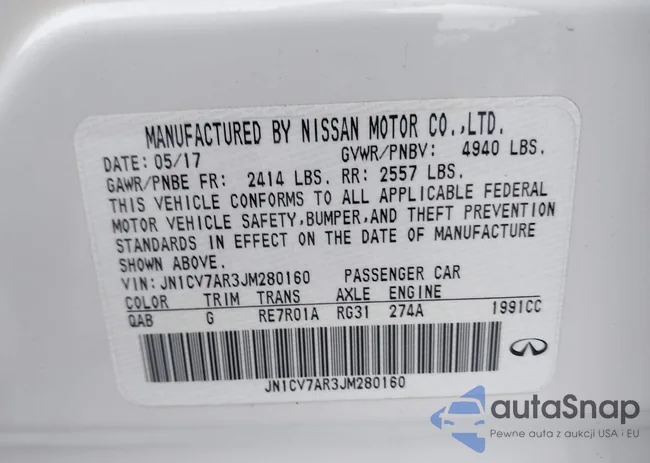 MANUFACTURED BY NISSAN MOTOR CO.,LTD.
DATE: 05/17 GVWR/PNBV: 4940 LBS.
GAWR/PNBE FR: 2414 LBS. RR: 2557 LBS.
THIS VEHICLE CONFORMS TO ALL APPLICABLE FEDERAL
MOTOR VEHICLE SAFETY,BUMPER,AND THEFT PREVENTION
STANDARDS IN EFFECT ON THE DATE OF MANUFACTURE
SHOWN ABOVE.
VIN: JN1CV7AR3JM280160 PASSENGER CAR
COLOR TRIM TRANS AXLE ENGINE
QAB G RE7R01A RG31 274A 1991CC
JN1CV7AR3JM280160
autoSnap
Pewne auta z aukcji USA i EU